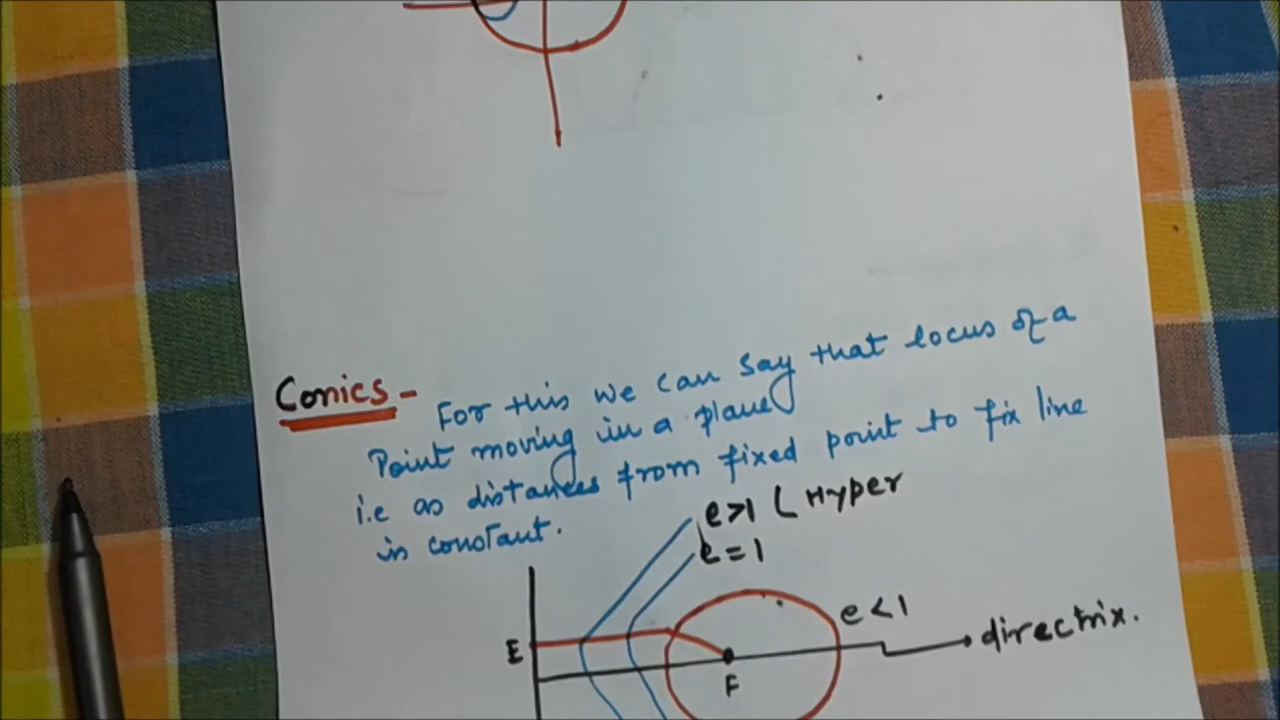 Conics - For this we can say that locus of a
Point moving in a plane
i.e as distances from fixed point to fix line
is constant.
e>1 ( Hyper
e = 1
e < 1
directrix.
E
F